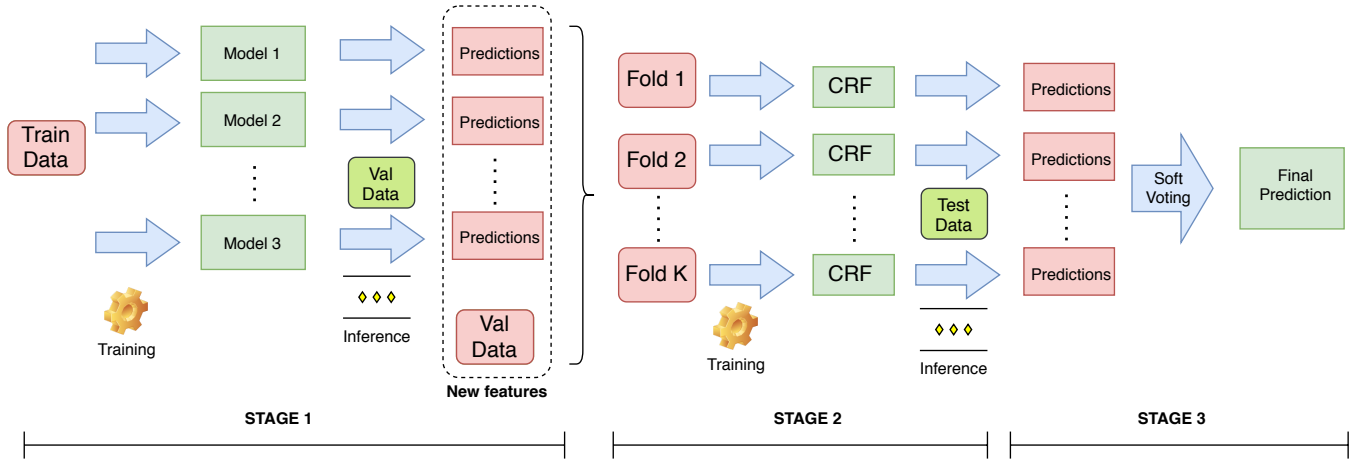 Train
Data
Model 1
Model 2
Model 3
Training
Val
Data
Inference
Predictions
Predictions
Predictions
Val
Data
New features
STAGE 1
Fold 1
Fold 2
Fold K
Training
CRF
CRF
CRF
Test
Data
Inference
STAGE 2
Predictions
Predictions
Predictions
Soft
Voting
Final
Prediction
STAGE 3